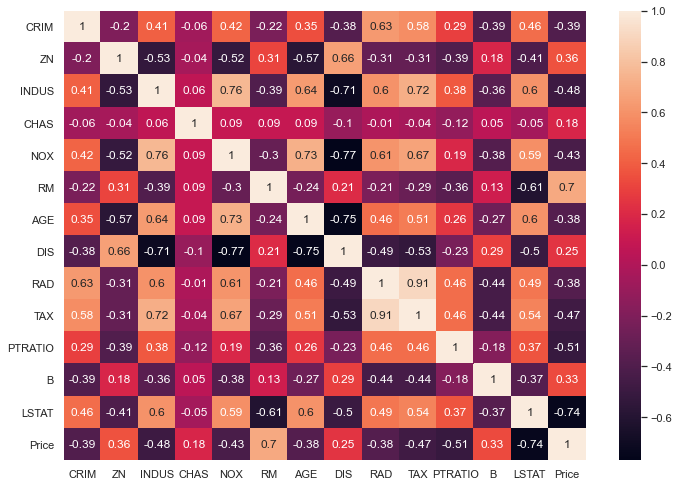 CRIM 1 -0.2 0.41 -0.06 0.42 -0.22 0.35 -0.38 0.63 0.58 0.29 -0.39 0.46 -0.39
ZN -0.2 1 -0.53 -0.04 -0.52 0.31 -0.57 0.66 -0.31 -0.31 -0.39 0.18 -0.41 0.36
INDUS 0.41 -0.53 1 0.06 0.76 -0.39 0.64 -0.71 0.6 0.72 0.38 -0.36 0.6 -0.48
CHAS -0.06 -0.04 0.06 1 0.09 0.09 0.09 -0.1 -0.01 -0.04 -0.12 0.05 -0.05 0.18
NOX 0.42 -0.52 0.76 0.09 1 -0.3 0.73 -0.77 0.61 0.67 0.19 -0.38 0.59 -0.43
RM -0.22 0.31 -0.39 0.09 -0.3 1 -0.24 0.21 -0.21 -0.29 -0.36 0.13 -0.61 0.7
AGE 0.35 -0.57 0.64 0.09 0.73 -0.24 1 -0.75 0.46 0.51 0.26 -0.27 0.6 -0.38
DIS -0.38 0.66 -0.71 -0.1 -0.77 0.21 -0.75 1 -0.49 -0.53 -0.23 0.29 -0.5 0.25
RAD 0.63 -0.31 0.6 -0.01 0.61 -0.21 0.46 -0.49 1 0.91 0.46 -0.44 0.49 -0.38
TAX 0.58 -0.31 0.72 -0.04 0.67 -0.29 0.51 -0.53 0.91 1 0.46 -0.44 0.54 -0.47
PTRATIO 0.29 -0.39 0.38 -0.12 0.19 -0.36 0.26 -0.23 0.46 0.46 1 -0.18 0.37 -0.51
B -0.39 0.18 -0.36 0.05 -0.38 0.13 -0.27 0.29 -0.44 -0.44 -0.18 1 -0.37 0.33
LSTAT 0.46 -0.41 0.6 -0.05 0.59 -0.61 0.6 -0.5 0.49 0.54 0.37 -0.37 1 -0.74
Price -0.39 0.36 -0.48 0.18 -0.43 0.7 -0.38 0.25 -0.38 -0.47 -0.51 0.33 -0.74 1
CRIM ZN INDUS CHAS NOX RM AGE DIS RAD TAX PTRATIO B LSTAT Price
1.0
0.8
0.6
0.4
0.2
0.0
−0.2
−0.4
−0.6